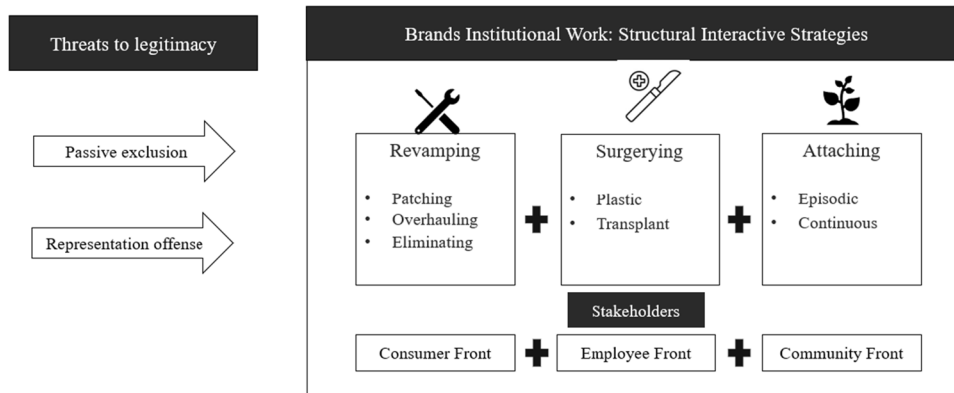 Threats to legitimacy
Brands Institutional Work: Structural Interactive Strategies
Passive exclusion
Representation offense
Revamping
• Patching
• Overhauling
• Eliminating
Surgerying
• Plastic
• Transplant
Attaching
• Episodic
• Continuous
Stakeholders
Consumer Front
Employee Front
Community Front